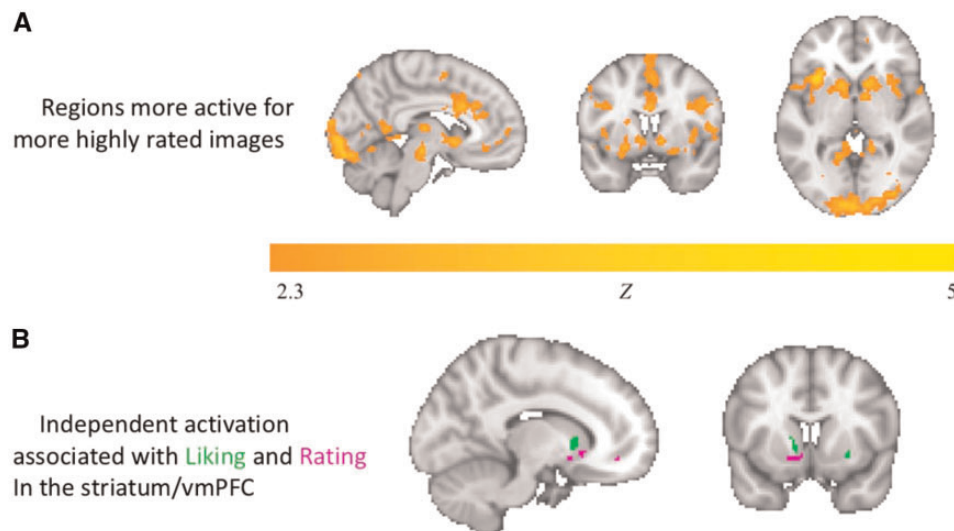 A
Regions more active for
more highly rated images
2.3 Z 5
B
Independent activation
associated with Liking and Rating
In the striatum/vmPFC